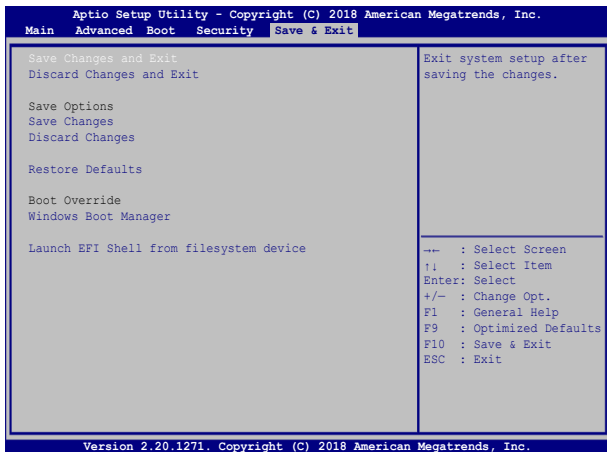 Aptio Setup Utility - Copyright (C) 2018 American Megatrends, Inc.
Main Advanced Boot Security Save & Exit
Save Changes and Exit
Discard Changes and Exit
Save Options
Save Changes
Discard Changes
Restore Defaults
Boot Override
Windows Boot Manager
Launch EFI Shell from filesystem device
Exit system setup after
saving the changes.
→← : Select Screen
↑↓ : Select Item
Enter: Select
+/— : Change Opt.
F1 : General Help
F9 : Optimized Defaults
F10 : Save & Exit
ESC : Exit
Version 2.20.1271. Copyright (C) 2018 American Megatrends, Inc.